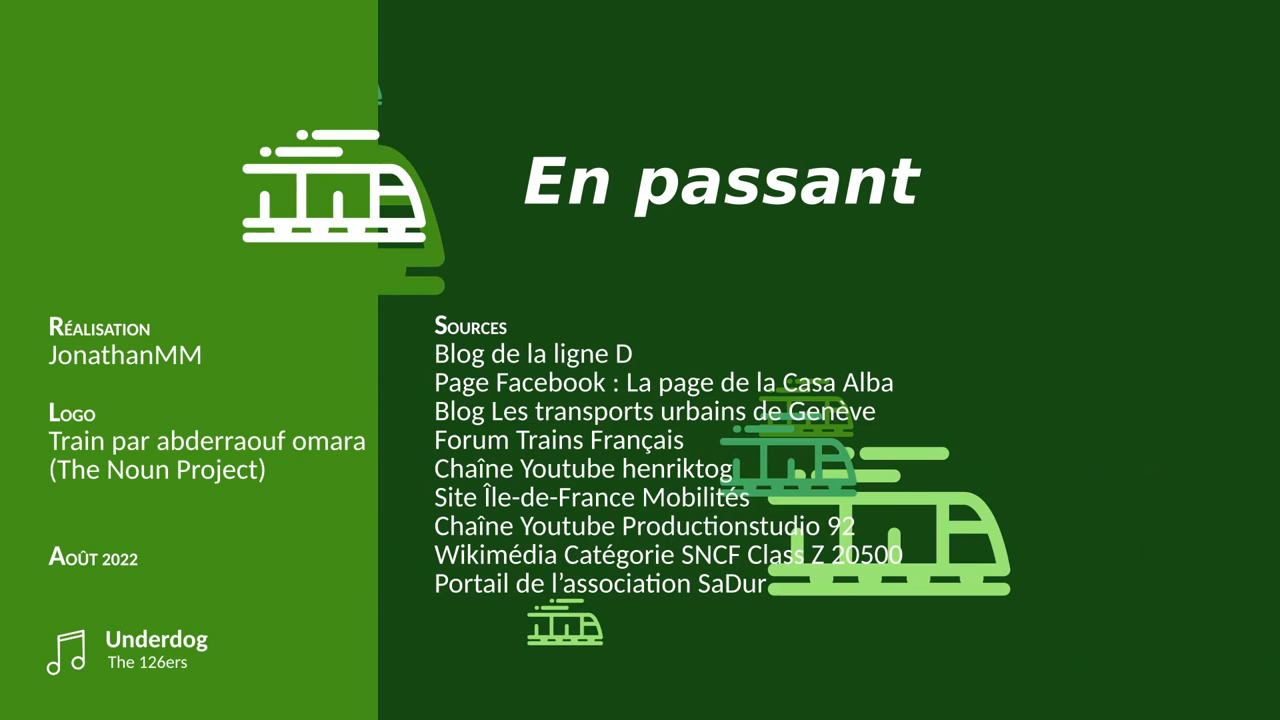 En passant
RÉALISATION
JonathanMM
LOGO
Train par abderraouf omara
(The Noun Project)
AOÛT 2022
Underdog
The 126ers
SOURCES
Blog de la ligne D
Page Facebook : La page de la Casa Alba
Blog Les transports urbains de Genève
Forum Trains Français
Chaîne Youtube henriktog
Site Île-de-France Mobilités
Chaîne Youtube Productionstudio 92
Wikimédia Catégorie SNCF Class Z 20500
Portail de l’association SaDur